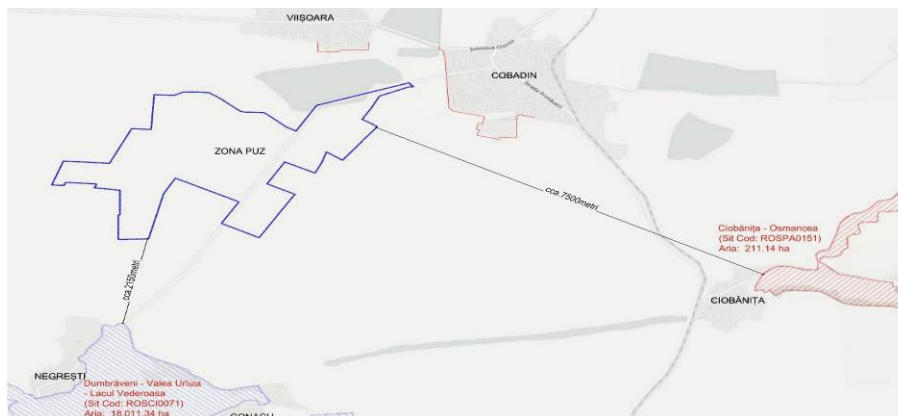 VIIȘOARA
COBADIN
ZONA PUZ
cca.7500metri
Ciobănița - Osmancea
(Sit Cod: ROSPA0151)
Aria: 211.14 ha
cca.2150metri
CIOBĂNIȚA
NEGREȘTI
Dumbrăveni - Valea Urluia
- Lacul Vederoasa
(Sit Cod: ROSCI0071)
Aria: 18.011,34 ha